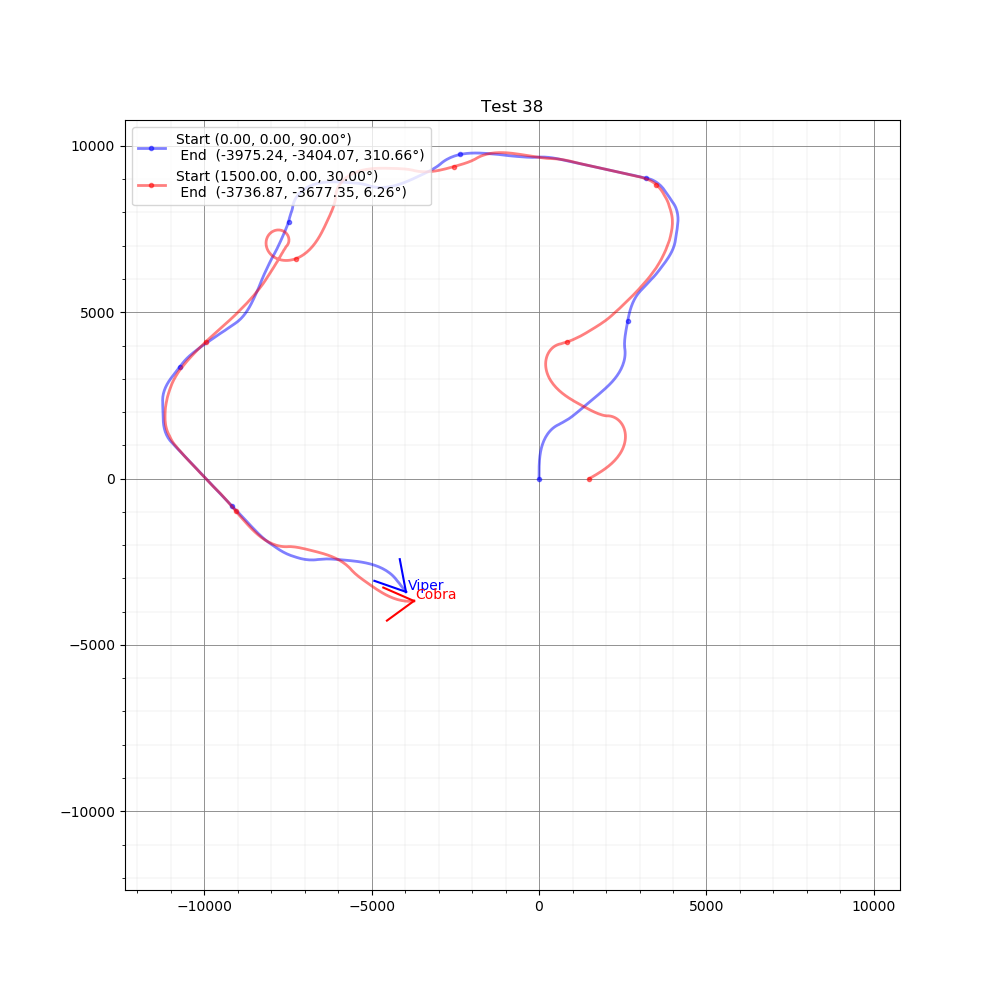 Test 38
Start (0.00, 0.00, 90.00°)
End  (-3975.24, -3404.07, 310.66°)
Start (1500.00, 0.00, 30.00°)
End  (-3736.87, -3677.35, 6.26°)
10000
5000
0
−5000
−10000
Viper
Cobra
−10000
−5000
0
5000
10000